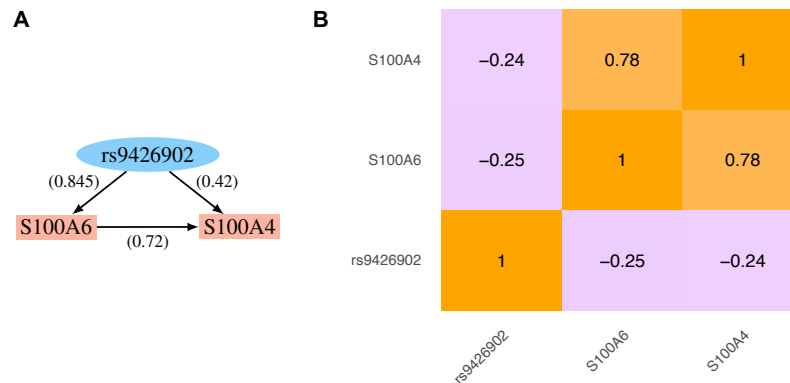 A
rs9426902
(0.845)
(0.42)
S100A6
S100A4
(0.72)
B
S100A4
−0.24
0.78
1
S100A6
−0.25
1
0.78
rs9426902
1
−0.25
−0.24
rs9426902
S100A6
S100A4